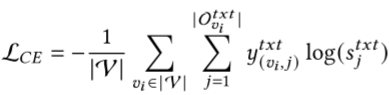 $$\mathcal{L}_{CE} = -\frac{1}{|\mathcal{V}|} \sum_{v_i \in |\mathcal{V}|} \sum_{j=1}^{|O_{v_i}^{txt}|} y_{(v_i,j)}^{txt} \log(s_j^{txt})$$